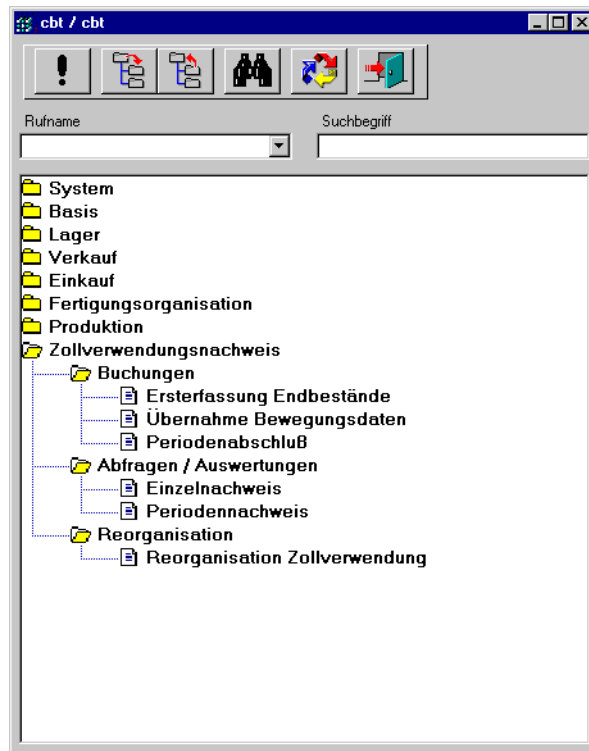 cbt / cbt
Rufname
Suchbegriff
System
Basis
Lager
Verkauf
Einkauf
Fertigungsorganisation
Produktion
Zollverwendungsnachweis
Buchungen
Ersterfassung Endbestände
Übernahme Bewegungsdaten
Periodenabschluß
Abfragen / Auswertungen
Einzelnachweis
Periodennachweis
Reorganisation
Reorganisation Zollverwendung